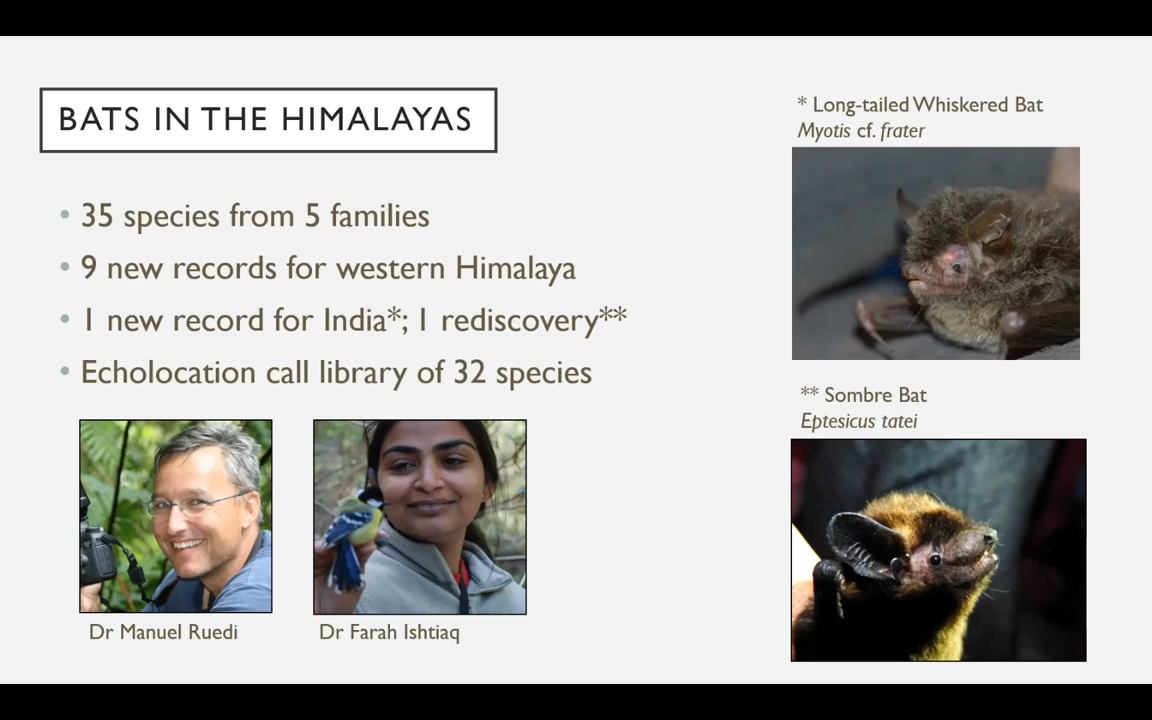 BATS IN THE HIMALAYAS
• 35 species from 5 families
• 9 new records for western Himalaya
• 1 new record for India*; 1 rediscovery**
• Echolocation call library of 32 species
Dr Manuel Ruedi
Dr Farah Ishtiaq
* Long-tailed Whiskered Bat
Myotis cf. frater
** Sombre Bat
Eptesicus tatei